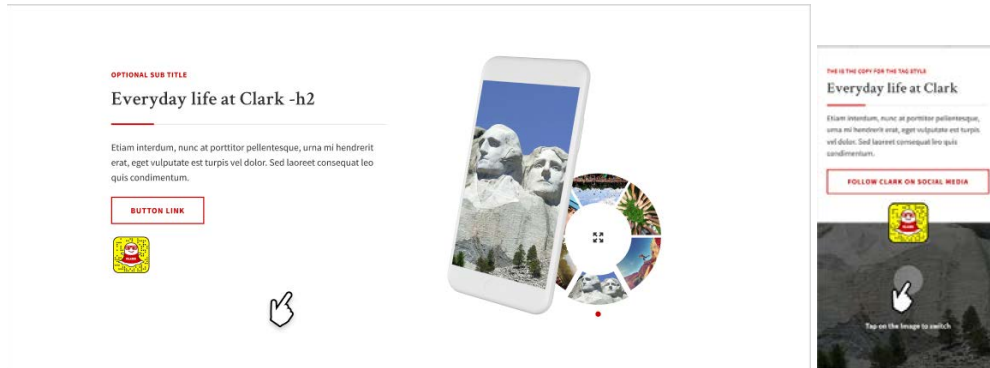 OPTIONAL SUB TITLE
Everyday life at Clark -h2
Etiam interdum, nunc at porttitor pellentesque, urna mi hendrerit
erat, eget vulputate est turpis vel dolor. Sed laoreet consequat leo
quis condimentum.
BUTTON LINK
CLARK
THE IS THE COPY FOR THE TAG STYLE
Everyday life at Clark
Etiam interdum, nunc at porttitor pellentesque,
urna mi hendrerit erat, eget vulputate est turpis
vel dolor. Sed laoreet consequat leo quis
condimentum.
FOLLOW CLARK ON SOCIAL MEDIA
CLARK
Tap on the Image to switch